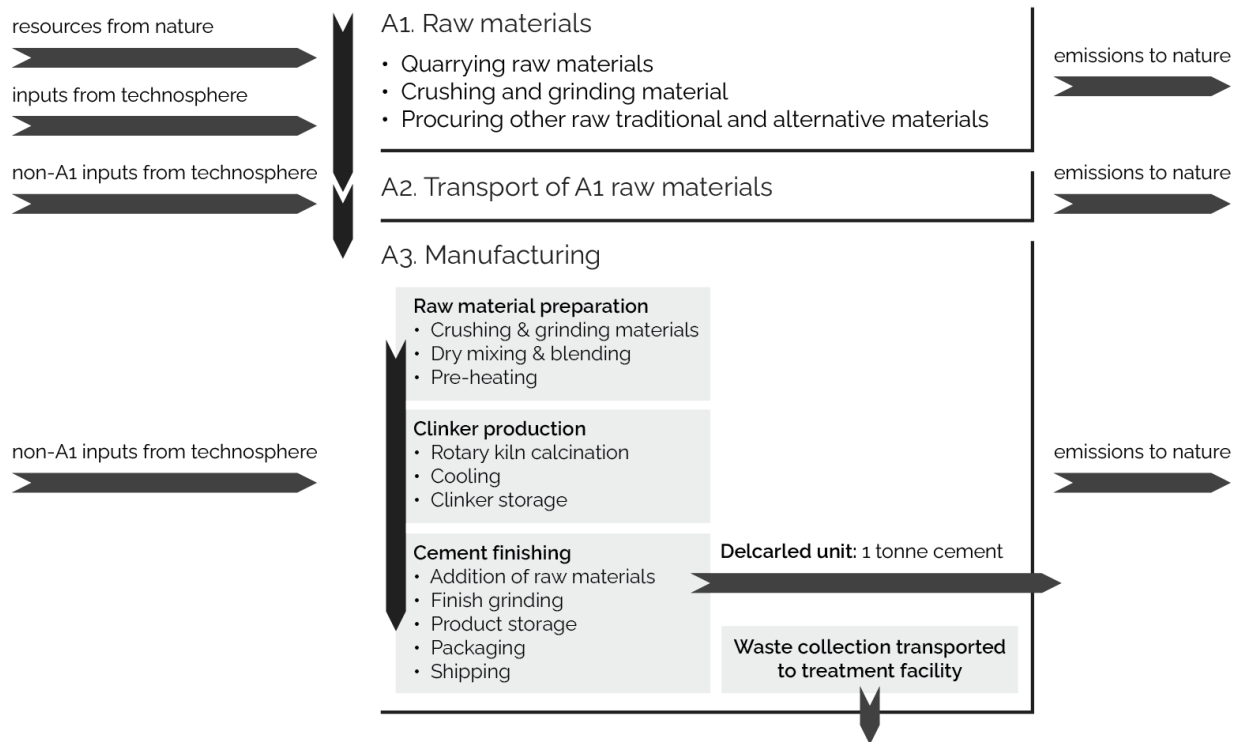 resources from nature
inputs from technosphere
non-A1 inputs from technosphere
A1. Raw materials
• Quarrying raw materials
• Crushing and grinding material
• Procuring other raw traditional and alternative materials
emissions to nature
A2. Transport of A1 raw materials
emissions to nature
A3. Manufacturing
Raw material preparation
• Crushing & grinding materials
• Dry mixing & blending
• Pre-heating
non-A1 inputs from technosphere
Clinker production
• Rotary kiln calcination
• Cooling
• Clinker storage
emissions to nature
Cement finishing
• Addition of raw materials
• Finish grinding
• Product storage
• Packaging
• Shipping
Delcarled unit: 1 tonne cement
Waste collection transported
to treatment facility